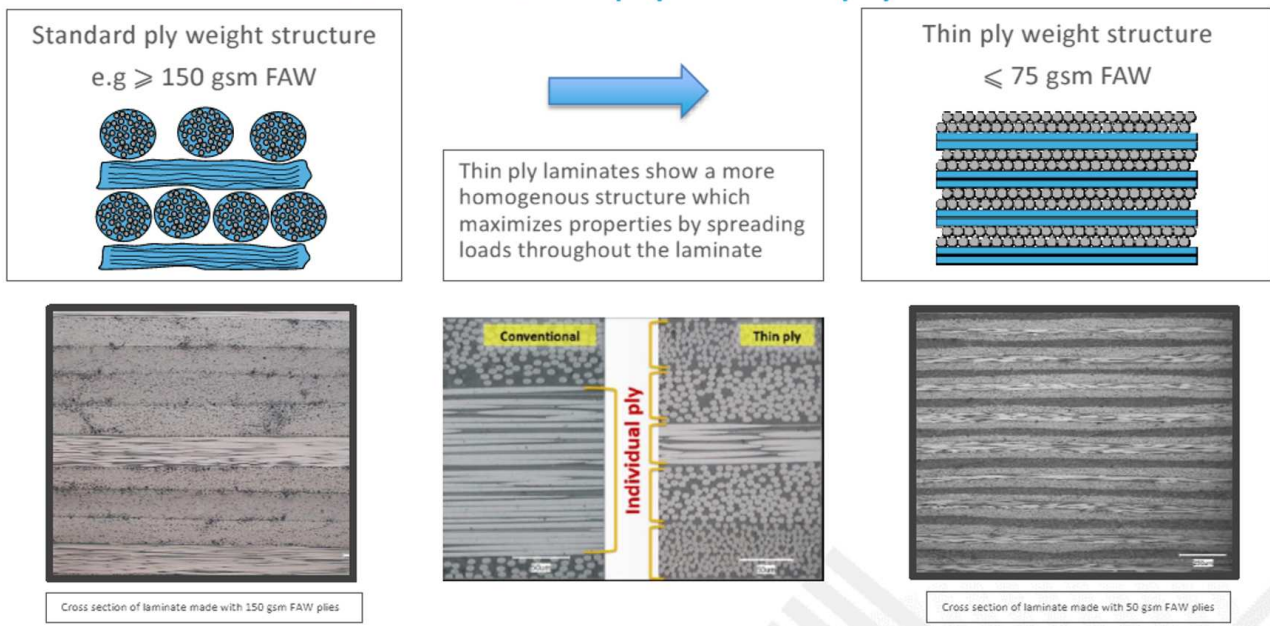 Standard ply weight structure
e.g ⩾ 150 gsm FAW
Thin ply laminates show a more
homogenous structure which
maximizes properties by spreading
loads throughout the laminate
Thin ply weight structure
⩽ 75 gsm FAW
Conventional
Thin ply
Individual ply
50µm
50µm
Cross section of laminate made with 150 gsm FAW plies
Cross section of laminate made with 50 gsm FAW plies